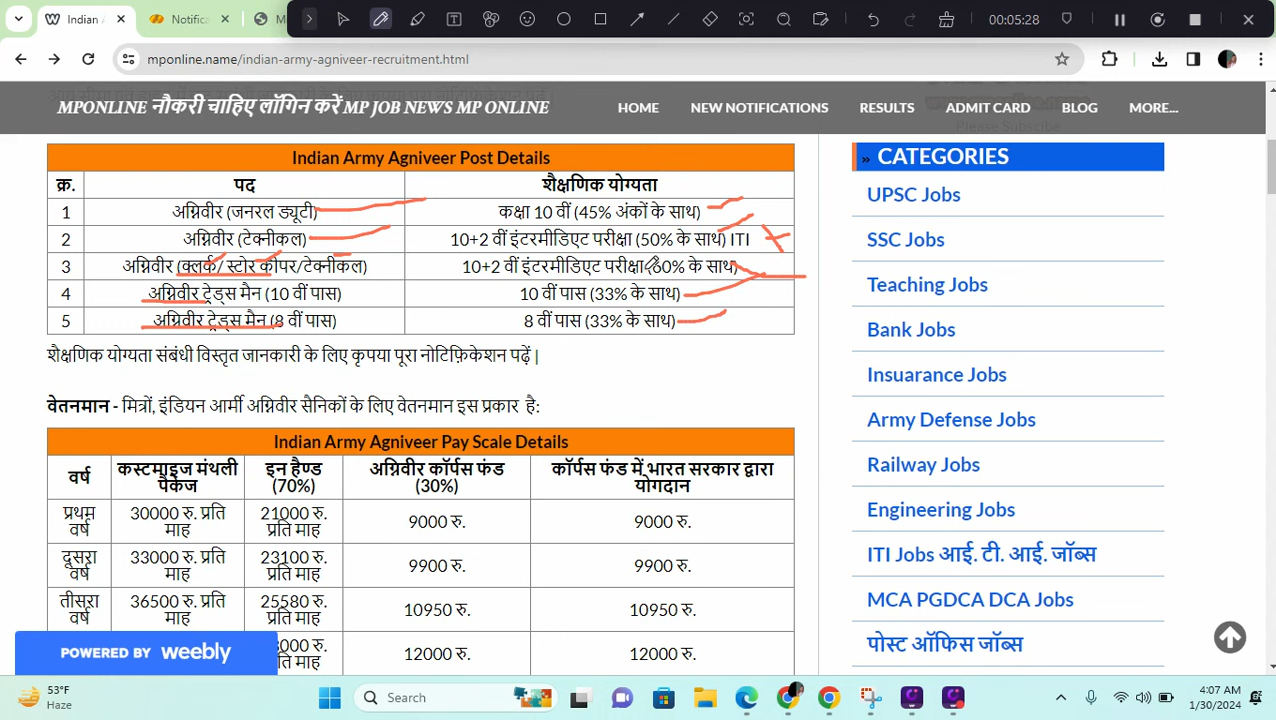 Indian
Notifica
M
00:05:28
mponline.name/indian-army-agniveer-recruitment.html
MPONLINE नौकरी चाहिए लॉगिन करें MP JOB NEWS MP ONLINE
HOME NEW NOTIFICATIONS RESULTS ADMIT CARD BLOG MORE...
Please Subscribe
Indian Army Agniveer Post Details
क्र. पद शैक्षणिक योग्यता
1 अग्निवीर (जनरल ड्यूटी) कक्षा 10 वीं (45% अंकों के साथ)
2 अग्निवीर (टेक्नीकल) 10+2 वीं इंटरमीडिएट परीक्षा (50% के साथ) ITI
3 अग्निवीर (क्लर्क/ स्टोर कीपर/टेक्नीकल) 10+2 वीं इंटरमीडिएट परीक्षा (60% के साथ)
4 अग्निवीर ट्रेड्स मैन (10 वीं पास) 10 वीं पास (33% के साथ)
5 अग्निवीर ट्रेड्स मैन (8 वीं पास) 8 वीं पास (33% के साथ)
शैक्षणिक योग्यता संबंधी विस्तृत जानकारी के लिए कृपया पूरा नोटिफ़िकेशन पढ़ें |
वेतनमान - मित्रों, इंडियन आर्मी अग्निवीर सैनिकों के लिए वेतनमान इस प्रकार है:
Indian Army Agniveer Pay Scale Details
वर्ष कस्टमाइज मंथली पैकेज इन हैण्ड (70%) अग्निवीर कॉर्पस फंड (30%) कॉर्पस फंड में भारत सरकार द्वारा योगदान
प्रथम वर्ष 30000 रु. प्रति माह 21000 रु. प्रति माह 9000 रु. 9000 रु.
दूसरा वर्ष 33000 रु. प्रति माह 23100 रु. प्रति माह 9900 रु. 9900 रु.
तीसरा वर्ष 36500 रु. प्रति माह 25580 रु. प्रति माह 10950 रु. 10950 रु.
8000 रु. प्रति माह 12000 रु. 12000 रु.
POWERED BY weebly
» CATEGORIES
UPSC Jobs
SSC Jobs
Teaching Jobs
Bank Jobs
Insuarance Jobs
Army Defense Jobs
Railway Jobs
Engineering Jobs
ITI Jobs आई. टी. आई. जॉब्स
MCA PGDCA DCA Jobs
पोस्ट ऑफिस जॉब्स
53°F
Haze
Search
4:07 AM
1/30/2024